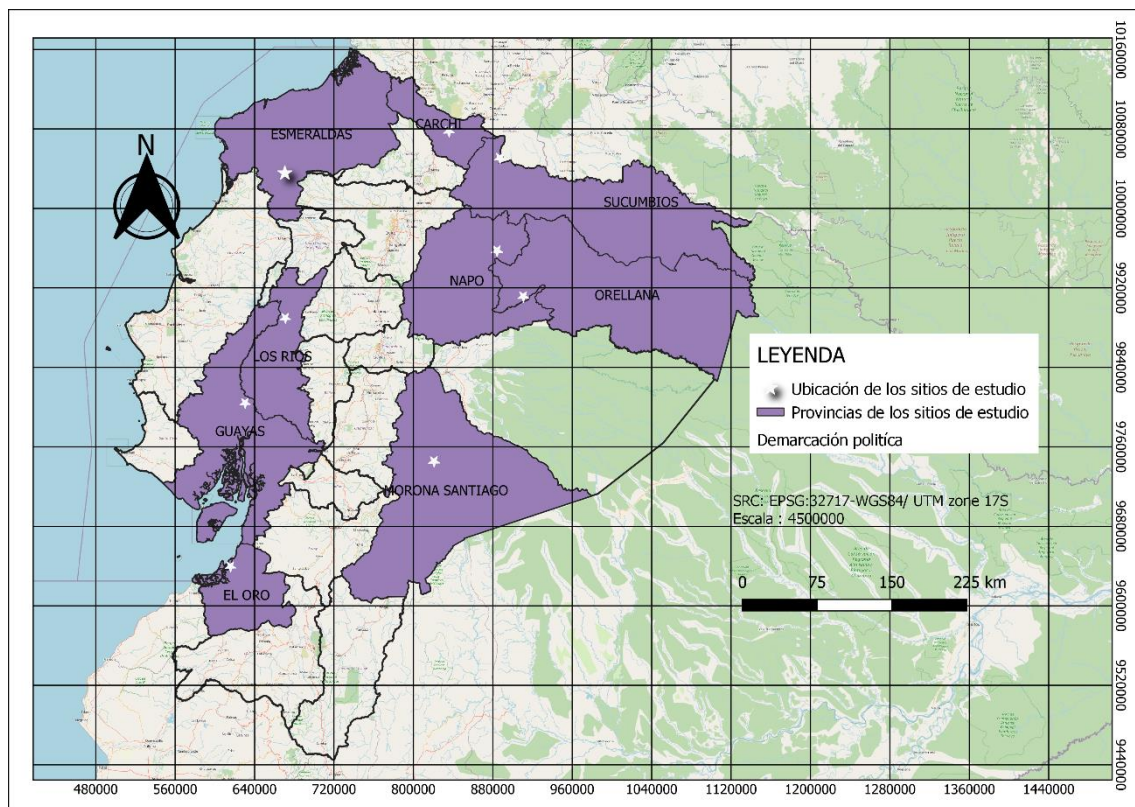 N
ESMERALDAS
CARCHI
SUCUMBIOS
NAPO
ORELLANA
LOS RIOS
GUAYAS
MORONA SANTIAGO
EL ORO
LEYENDA
Ubicación de los sitios de estudio
Provincias de los sitios de estudio
Demarcación politíca
SRC: EPSG:32717-WGS84/ UTM zone 17S
Escala : 4500000
0 75 150 225 km
10160000
10080000
10000000
9920000
9840000
9760000
9680000
9600000
9520000
9440000
480000 560000 640000 720000 800000 880000 960000 1040000 1120000 1200000 1280000 1360000 1440000